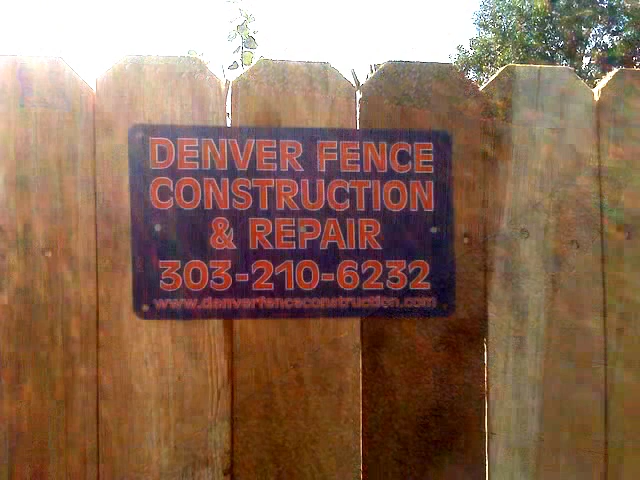 DENVER FENCE
CONSTRUCTION
& REPAIR
303-210-6232
www.denverfenceconstruction.com